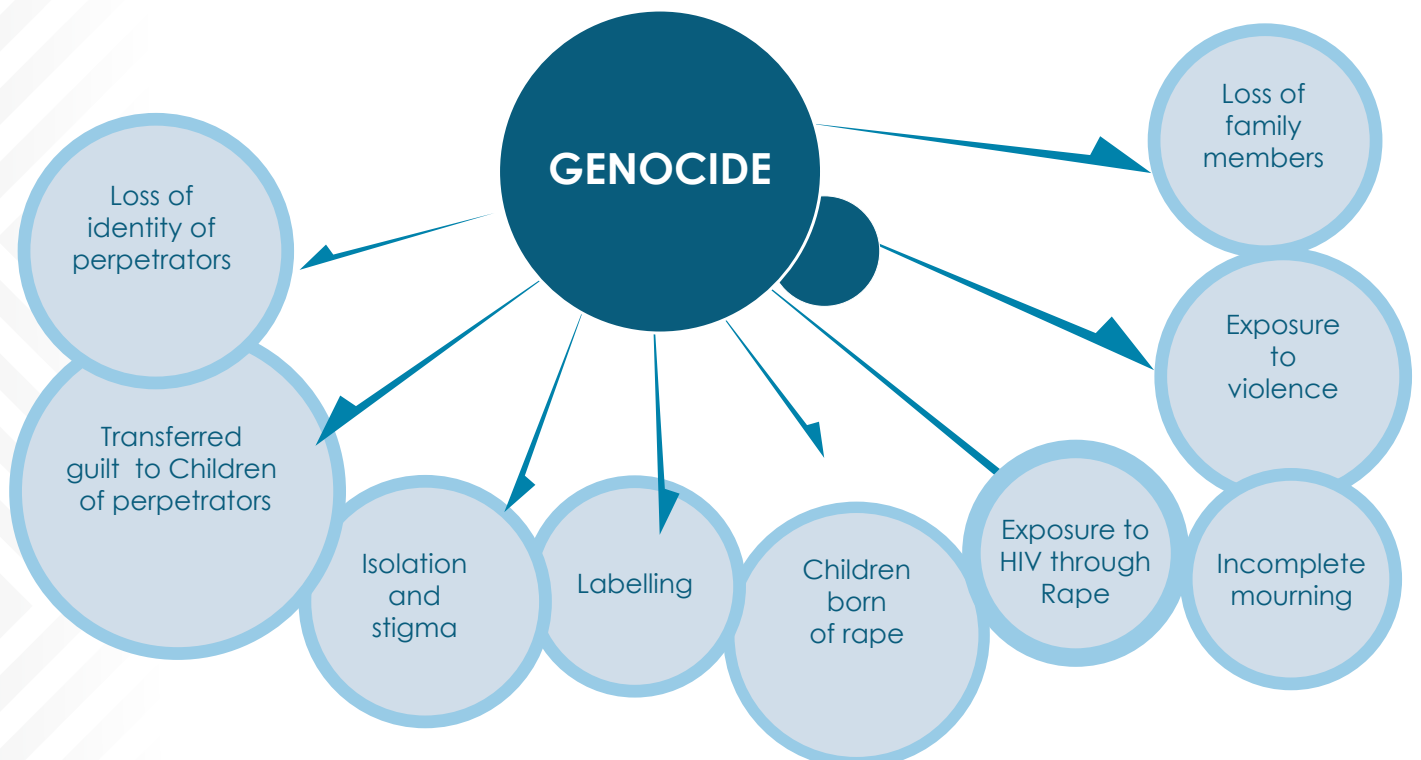 GENOCIDE
Loss of
family
members
Exposure
to
violence
Incomplete
mourning
Exposure to
HIV through
Rape
Children
born
of rape
Labelling
Isolation
and
stigma
Transferred
guilt to Children
of perpetrators
Loss of
identity of
perpetrators